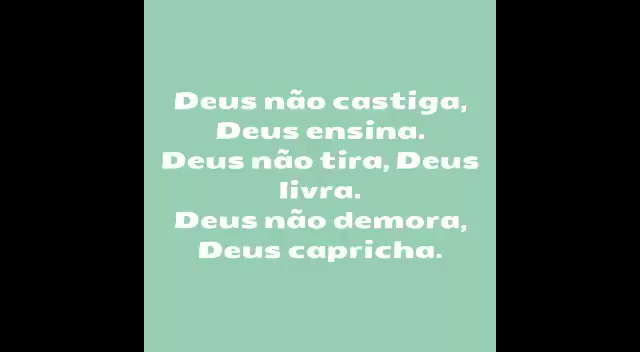 Deus não castiga,
Deus ensina.
Deus não tira, Deus
livra.
Deus não demora,
Deus capricha.